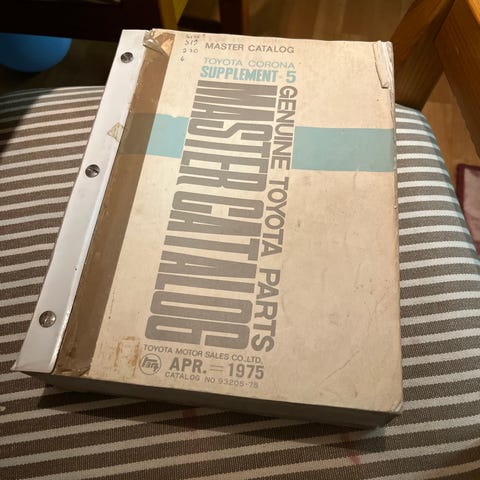 MASTER CATALOG
TOYOTA CORONA
SUPPLEMENT-5
GENUINE TOYOTA PARTS
MASTER CATALOG
TOYOTA MOTOR SALES CO.,LTD.
TEQ
APR.=1975
CATALOG NO.93205-75